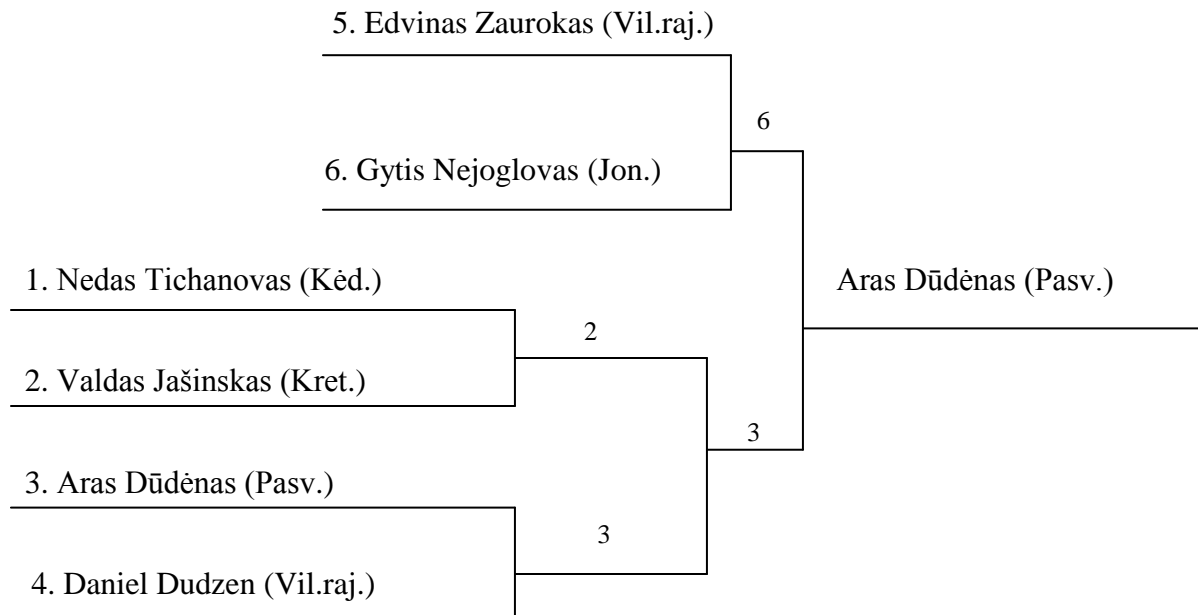 5. Edvinas Zaurokas (Vil.raj.)
6
6. Gytis Nejoglovas (Jon.)
1. Nedas Tichanovas (Kėd.)
Aras Dūdėnas (Pasv.)
2
2. Valdas Jašinskas (Kret.)
3
3. Aras Dūdėnas (Pasv.)
3
4. Daniel Dudzen (Vil.raj.)